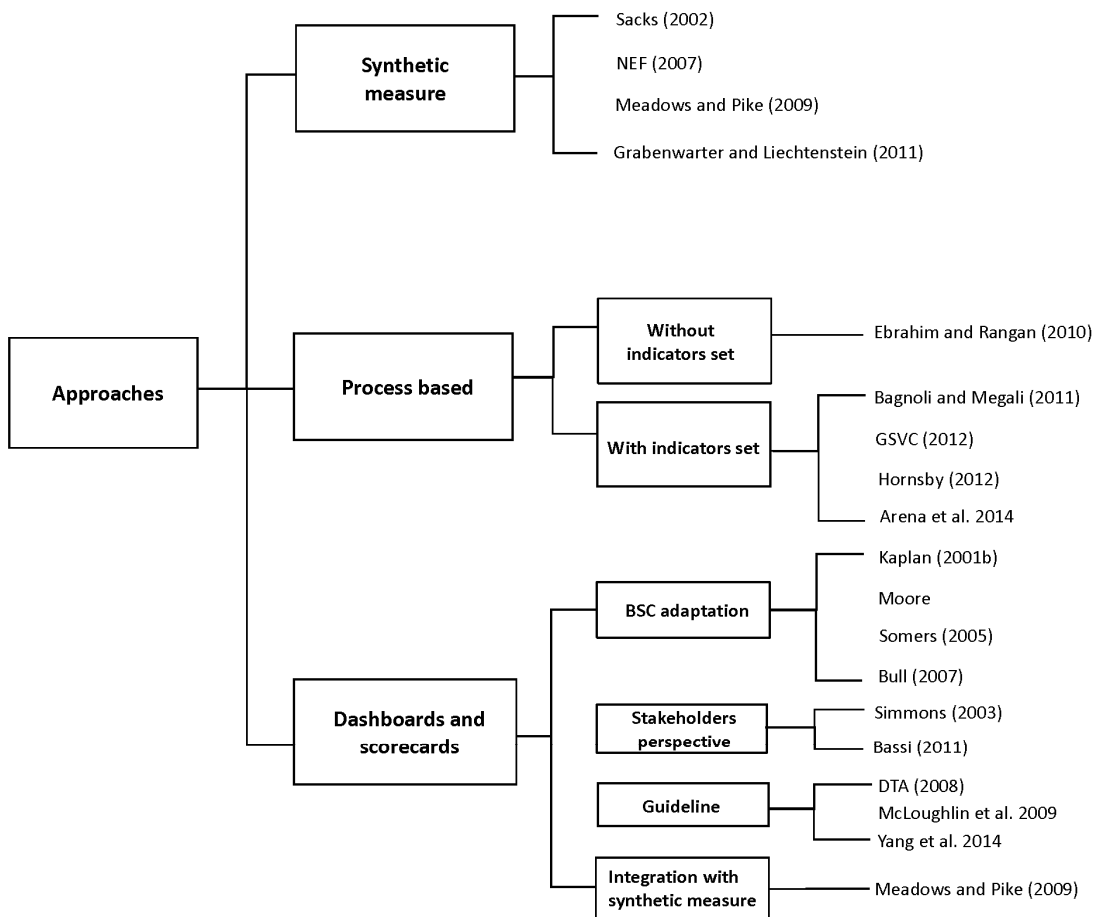 Approaches
Synthetic
measure
Sacks (2002)
NEF (2007)
Meadows and Pike (2009)
Grabenwarter and Liechtenstein (2011)
Process based
Without
indicators set
Ebrahim and Rangan (2010)
With indicators set
Bagnoli and Megali (2011)
GSVC (2012)
Hornsby (2012)
Arena et al. 2014
Dashboards and
scorecards
BSC adaptation
Kaplan (2001b)
Moore
Somers (2005)
Bull (2007)
Stakeholders
perspective
Simmons (2003)
Bassi (2011)
Guideline
DTA (2008)
McLoughlin et al. 2009
Yang et al. 2014
Integration with
synthetic measure
Meadows and Pike (2009)